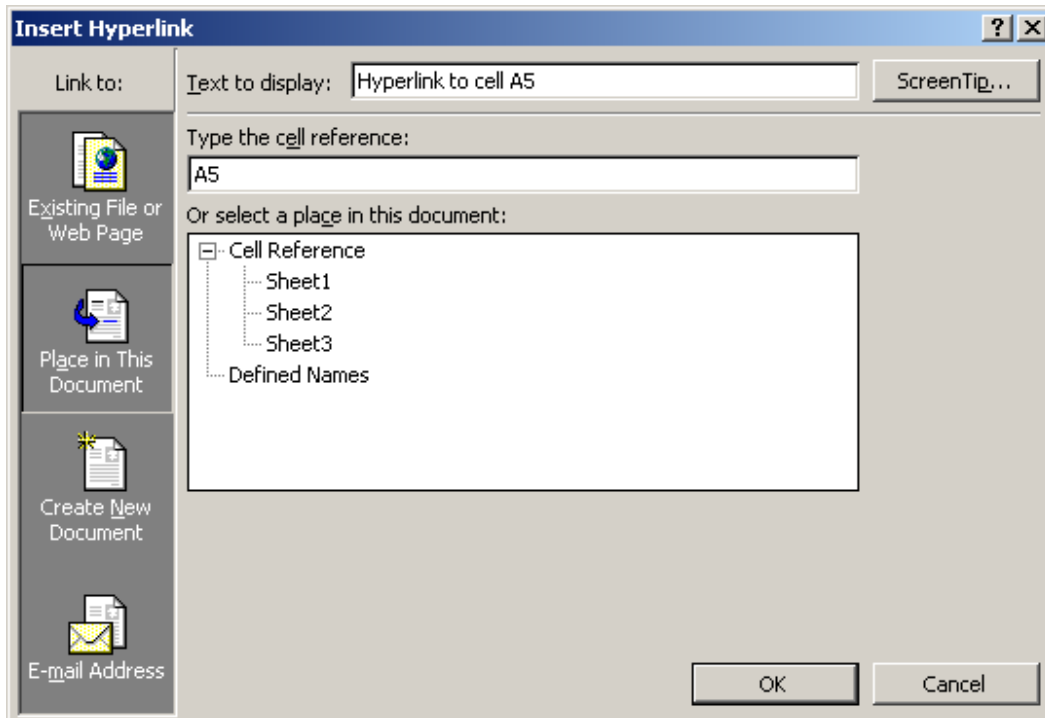 Insert Hyperlink
Link to:
Text to display:
Hyperlink to cell A5
ScreenTip...
Existing File or
Web Page
Place in This
Document
Create New
Document
E-mail Address
Type the cell reference:
A5
Or select a place in this document:
Cell Reference
Sheet1
Sheet2
Sheet3
Defined Names
OK
Cancel